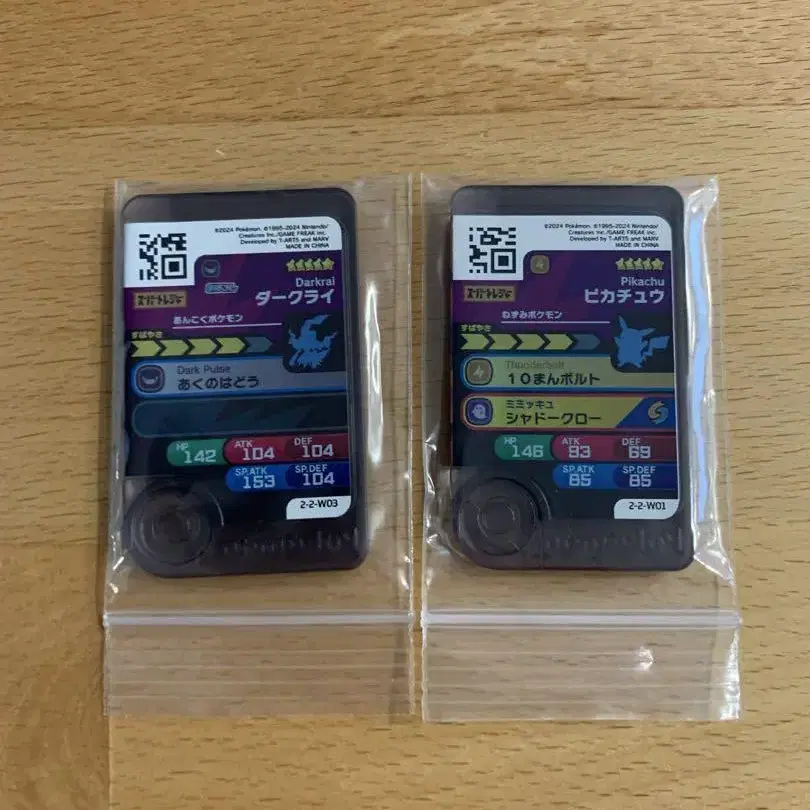 ©2024 Pokémon. ©1995-2024 Nintendo/
Creatures Inc./GAME FREAK inc.
Developed by T-ARTS and MARV
MADE IN CHINA
Darkrai
ダークライ
スーパートレジャー
あんこくポケモン
すばやさ
Dark Pulse
あくのはどう
HP
142
ATK
104
DEF
104
SP.ATK
153
SP.DEF
104
2-2-W03
©2024 Pokémon. ©1995-2024 Nintendo/
Creatures Inc./GAME FREAK inc.
Developed by T-ARTS and MARV
MADE IN CHINA
Pikachu
ピカチュウ
スーパートレジャー
ねずみポケモン
すばやさ
Thunderbolt
10まんボルト
ミミッキュ
シャドークロー
HP
146
ATK
93
DEF
69
SP.ATK
85
SP.DEF
85
2-2-W01